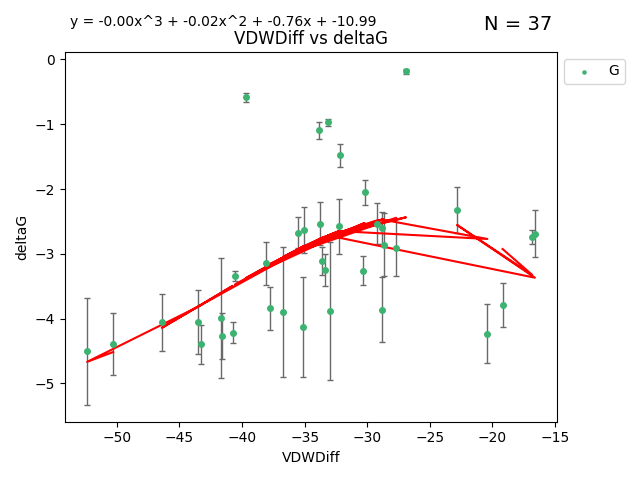 y = -0.00x^3 + -0.02x^2 + -0.76x + -10.99
N = 37
VDWDiff vs deltaG
G
0
−1
−2
−3
−4
−5
deltaG
−50
−45
−40
−35
−30
−25
−20
−15
VDWDiff